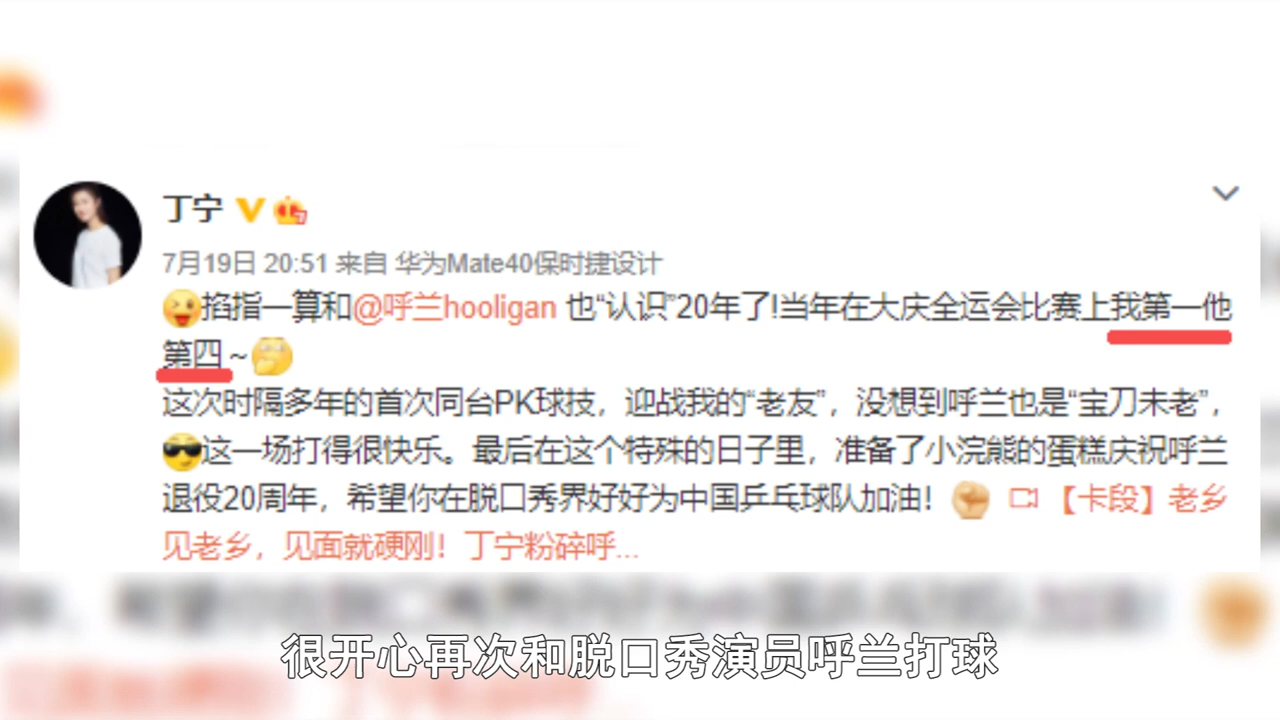 丁宁
7月19日 20:51 来自 华为Mate40保时捷设计
掐指一算和@呼兰hooligan 也“认识”20年了!当年在大庆全运会比赛上我第一他
第四~
这次时隔多年的首次同台PK球技，迎战我的“老友”，没想到呼兰也是“宝刀未老”，
这一场打得很快乐。最后在这个特殊的日子里，准备了小浣熊的蛋糕庆祝呼兰
退役20周年，希望你在脱口秀界好好为中国乒乓球队加油！ 【卡段】老乡
见老乡，见面就硬刚！丁宁粉碎呼...
很开心再次和脱口秀演员呼兰打球